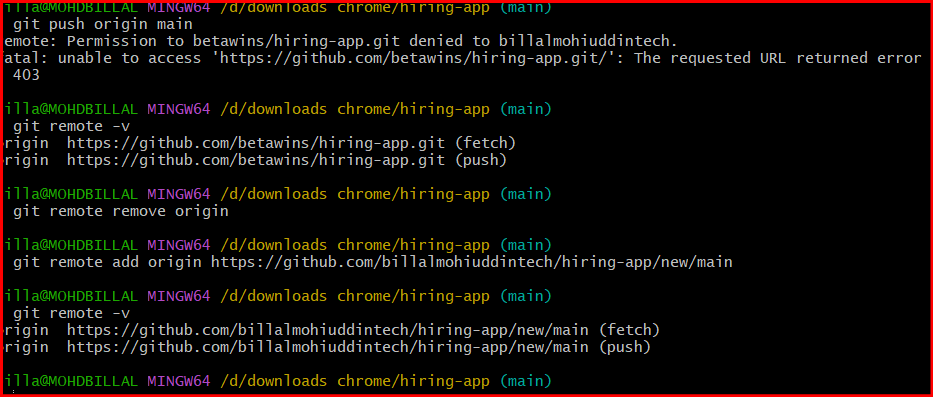 illa@MOHDBILLAL MINGW64 /d/downloads chrome/hiring-app (main)
git push origin main
emote: Permission to betawins/hiring-app.git denied to billalmohiuddintech.
atal: unable to access 'https://github.com/betawins/hiring-app.git/': The requested URL returned error
403
illa@MOHDBILLAL MINGW64 /d/downloads chrome/hiring-app (main)
git remote -v
rigin  https://github.com/betawins/hiring-app.git (fetch)
rigin  https://github.com/betawins/hiring-app.git (push)
illa@MOHDBILLAL MINGW64 /d/downloads chrome/hiring-app (main)
git remote remove origin
illa@MOHDBILLAL MINGW64 /d/downloads chrome/hiring-app (main)
git remote add origin https://github.com/billalmohiuddintech/hiring-app/new/main
illa@MOHDBILLAL MINGW64 /d/downloads chrome/hiring-app (main)
git remote -v
rigin  https://github.com/billalmohiuddintech/hiring-app/new/main (fetch)
rigin  https://github.com/billalmohiuddintech/hiring-app/new/main (push)
illa@MOHDBILLAL MINGW64 /d/downloads chrome/hiring-app (main)